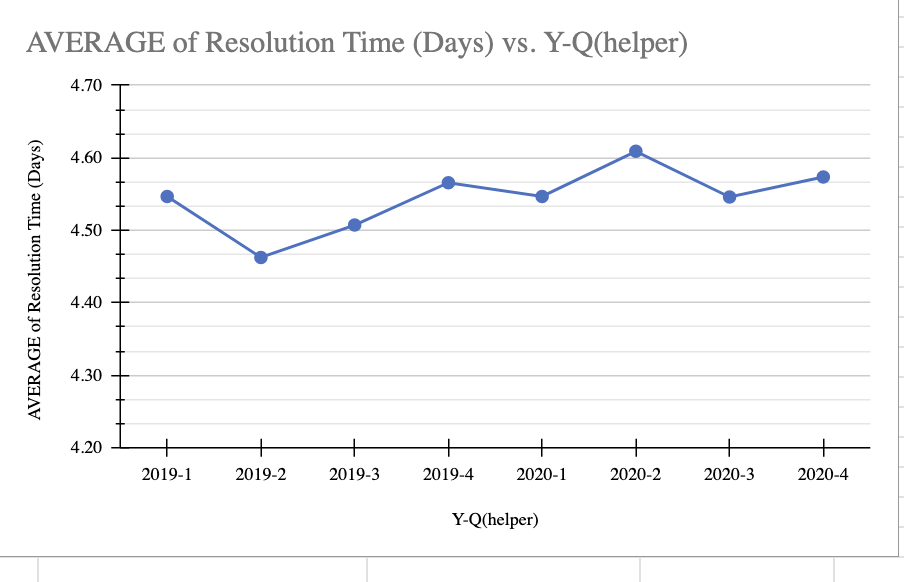 AVERAGE of Resolution Time (Days) vs. Y-Q(helper)
AVERAGE of Resolution Time (Days)
4.70
4.60
4.50
4.40
4.30
4.20
2019-1 2019-2 2019-3 2019-4 2020-1 2020-2 2020-3 2020-4
Y-Q(helper)